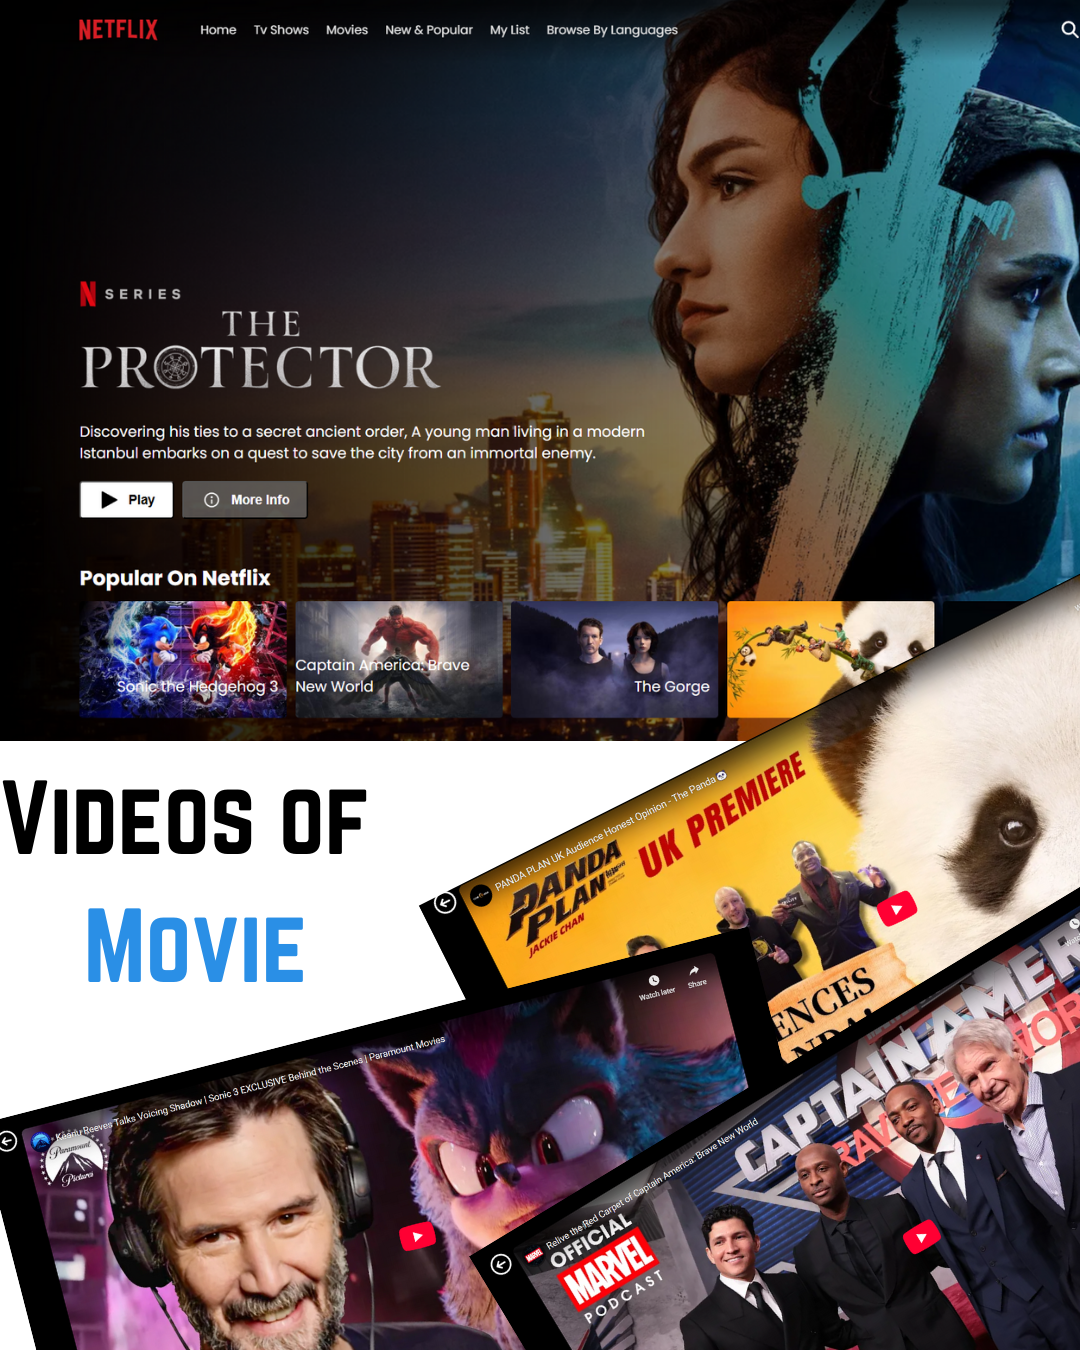 NETFLIX
Home Tv Shows Movies New & Popular My List Browse By Languages
N SERIES
THE
PROTECTOR
Discovering his ties to a secret ancient order, A young man living in a modern
Istanbul embarks on a quest to save the city from an immortal enemy.
Play More Info
Popular On Netflix
Sonic the Hedgehog 3
Captain America: Brave
New World
The Gorge
VIDEOS OF
MOVIE
PANDA PLAN UK Audience Honest Opinion - The Panda
UK PREMIERE
PANDA
PLAN
JACKIE CHAN
ENCES
Watch later
Share
Keanu Reeves Talks Voicing Shadow | Sonic 3 EXCLUSIVE Behind the Scenes | Paramount Movies
Paramount
Pictures
Relive the Red Carpet of Captain America: Brave New World
MARVEL
OFFICIAL
MARVEL
PODCAST
CAPTAIN AMER